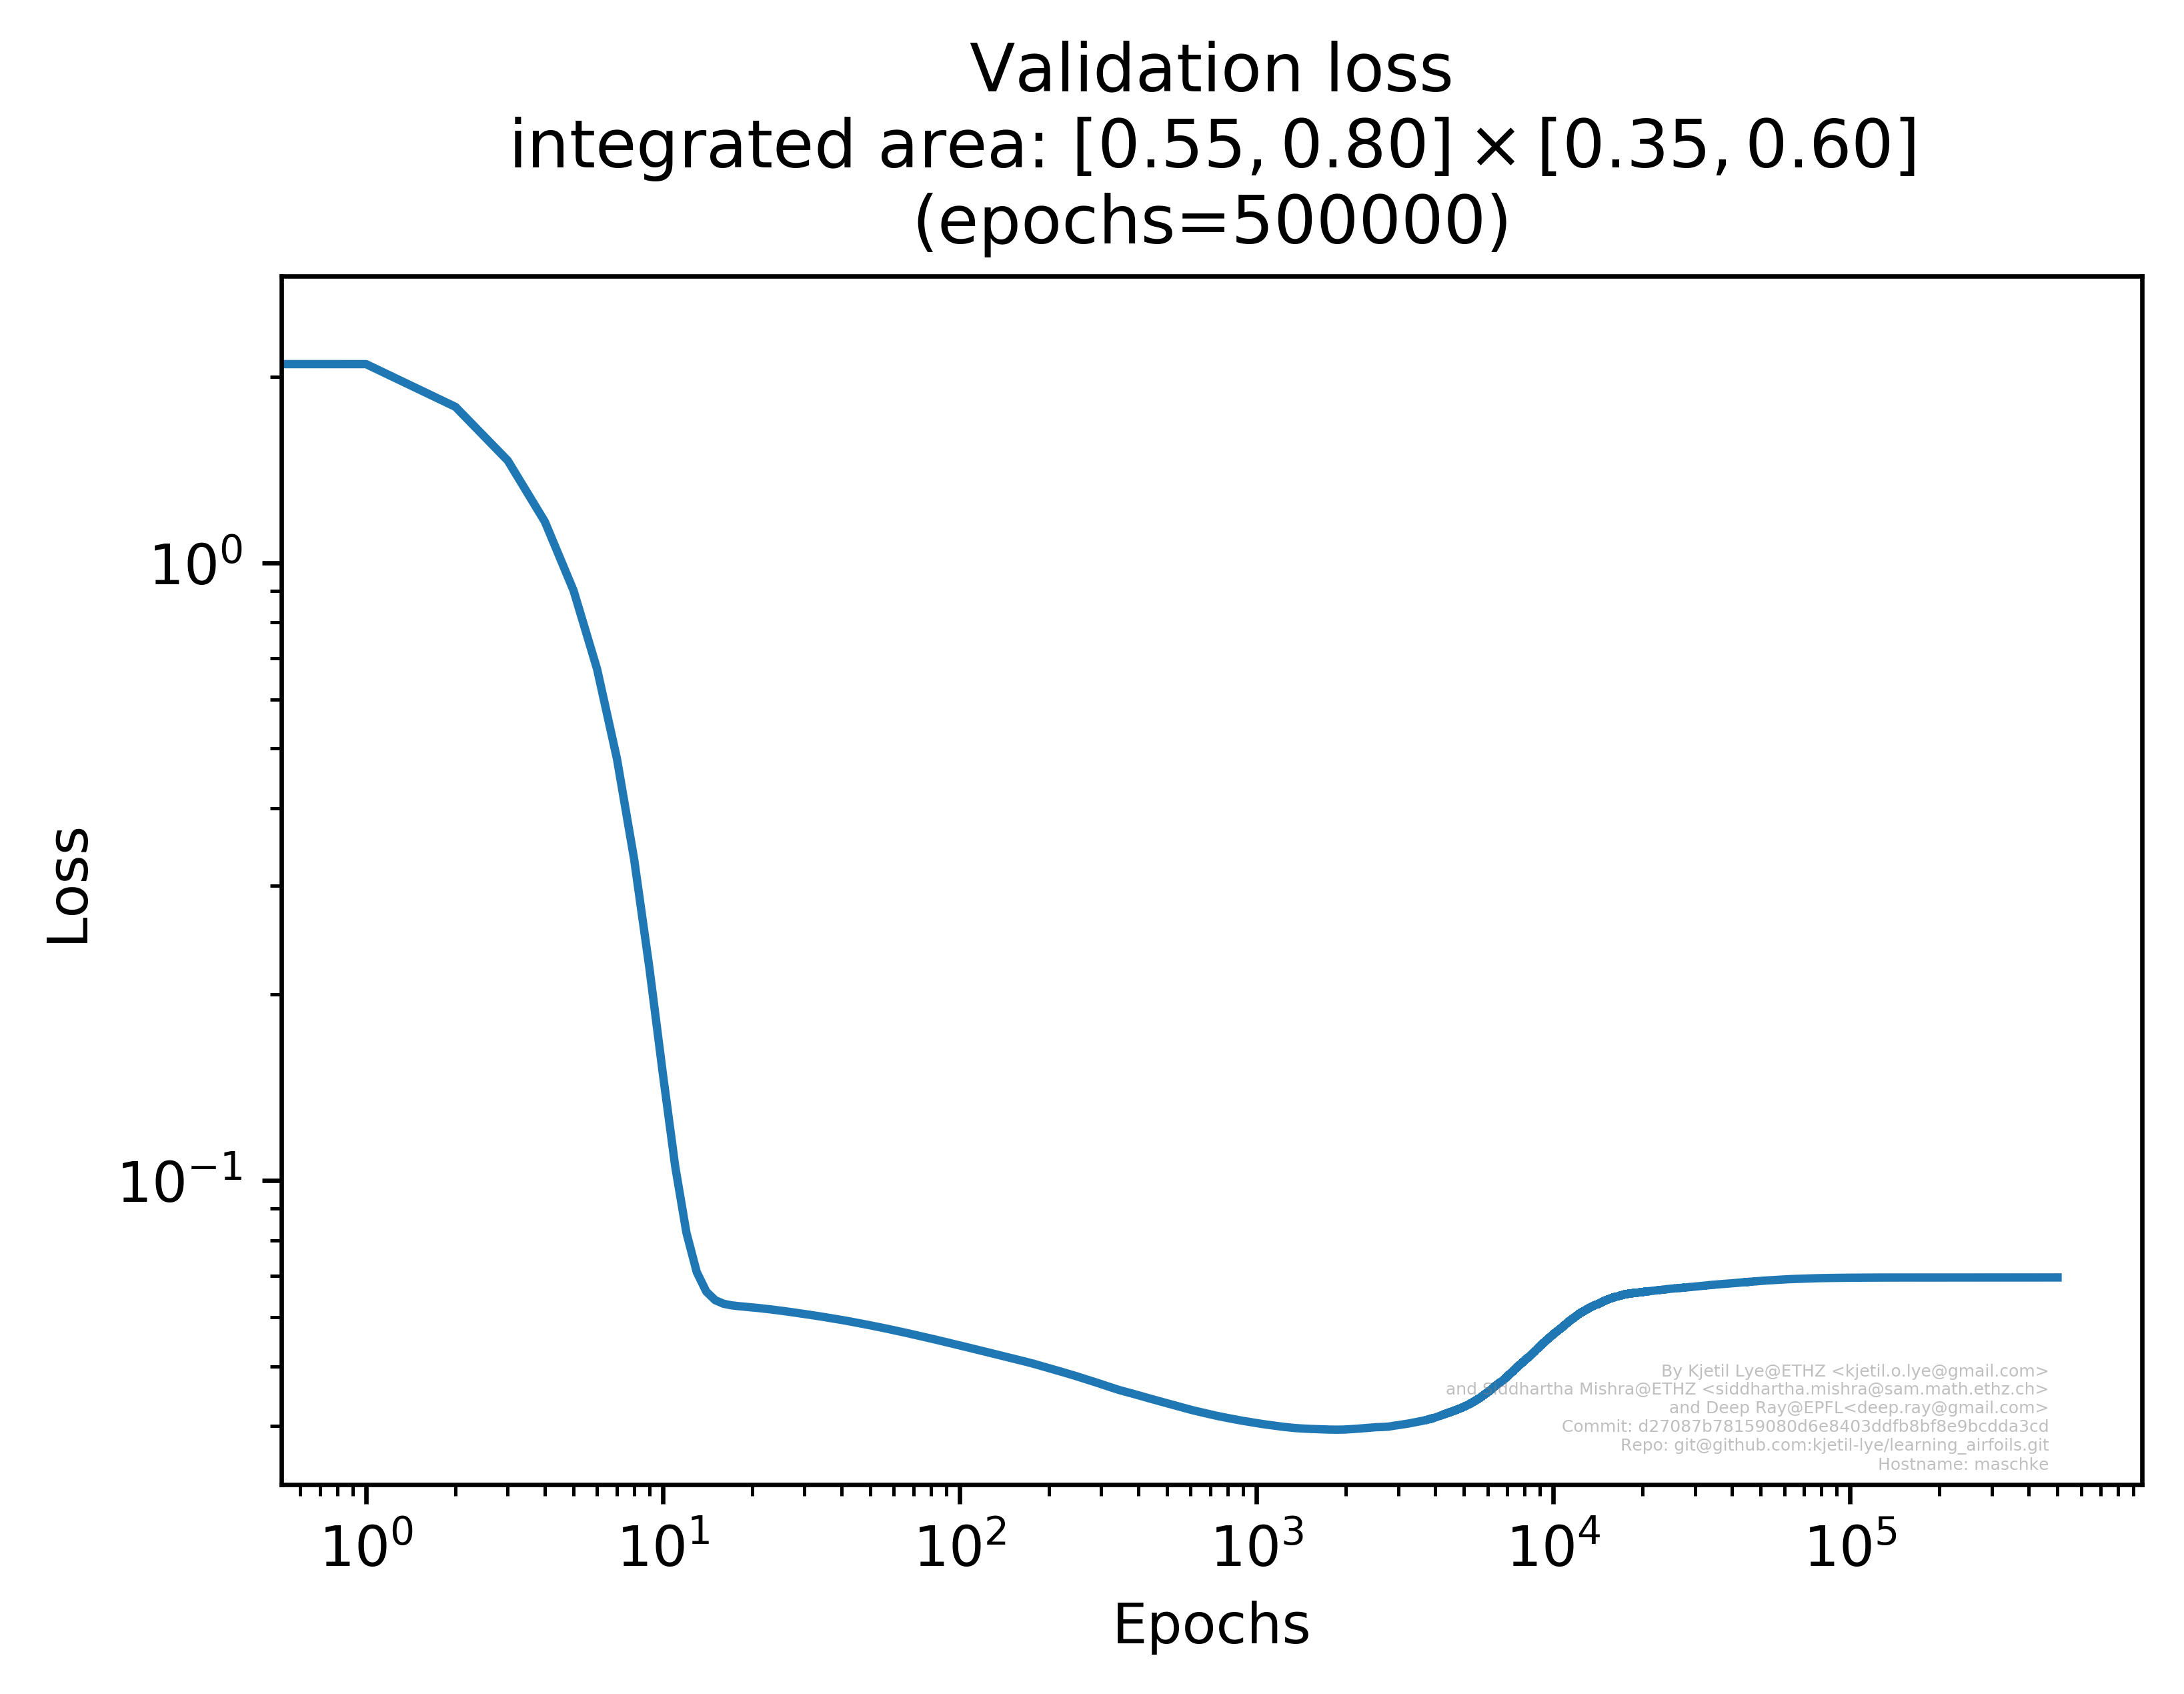 Validation loss
integrated area: [0.55, 0.80] × [0.35, 0.60]
(epochs=500000)
Loss
10⁰
10⁻¹
10⁰ 10¹ 10² 10³ 10⁴ 10⁵
Epochs
By Kjetil Lye@ETHZ <kjetil.o.lye@gmail.com>
and Siddhartha Mishra@ETHZ <siddhartha.mishra@sam.math.ethz.ch>
and Deep Ray@EPFL<deep.ray@gmail.com>
Commit: d27087b78159080d6e8403ddfb8bf8e9bcdda3cd
Repo: git@github.com:kjetil-lye/learning_airfoils.git
Hostname: maschke